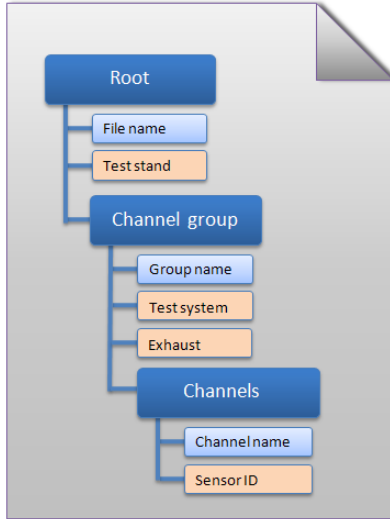 Root
File name
Test stand
Channel group
Group name
Test system
Exhaust
Channels
Channel name
Sensor ID